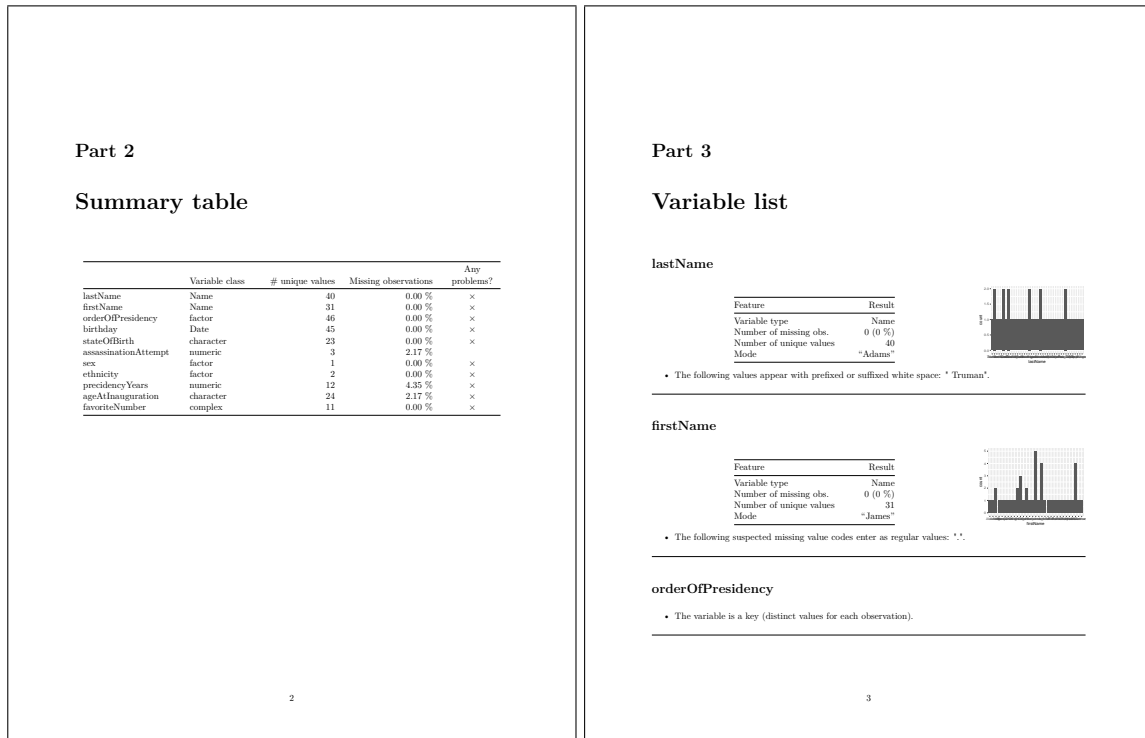 Part 2
Summary table
Any
Variable class # unique values Missing observations problems?
lastName Name 40 0.00 % ×
firstName Name 31 0.00 % ×
orderOfPresidency factor 46 0.00 % ×
birthday Date 45 0.00 % ×
stateOfBirth character 23 0.00 % ×
assassinationAttempt numeric 3 2.17 %
sex factor 1 0.00 % ×
ethnicity factor 2 0.00 % ×
precidencyYears numeric 12 4.35 % ×
ageAtInauguration character 24 2.17 % ×
favoriteNumber complex 11 0.00 % ×
2
Part 3
Variable list
lastName
Feature Result
Variable type Name
Number of missing obs. 0 (0 %)
Number of unique values 40
Mode “Adams”
lastName
• The following values appear with prefixed or suffixed white space: " Truman".
firstName
Feature Result
Variable type Name
Number of missing obs. 0 (0 %)
Number of unique values 31
Mode “James”
firstName
• The following suspected missing value codes enter as regular values: ".".
orderOfPresidency
• The variable is a key (distinct values for each observation).
3